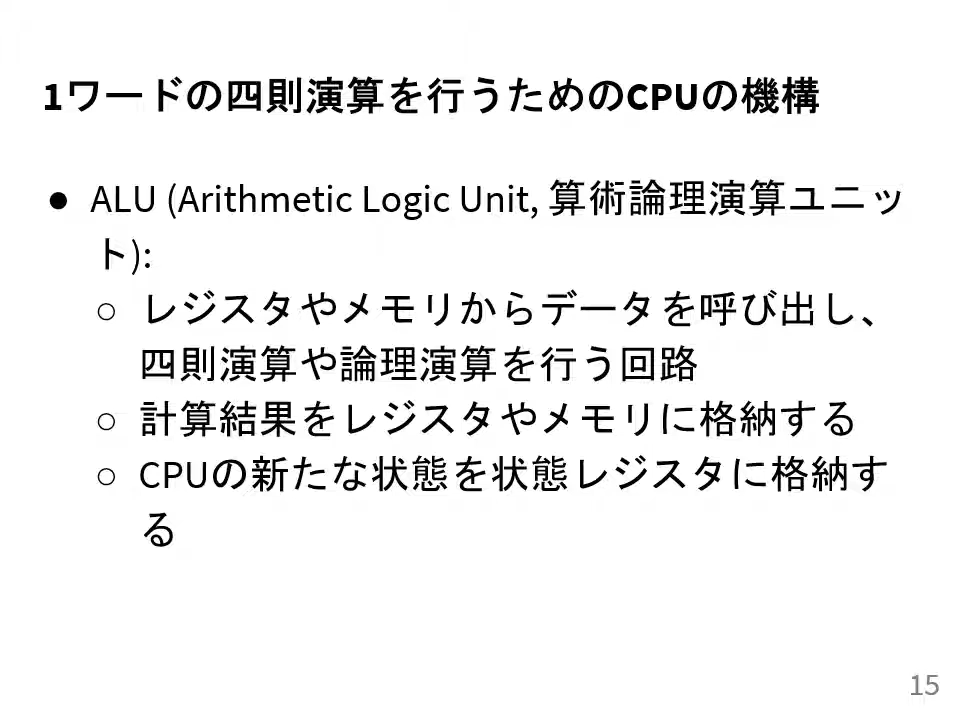 1ワードの四則演算を行うためのCPUの機構
● ALU (Arithmetic Logic Unit, 算術論理演算ユニッ
ト):
○ レジスタやメモリからデータを呼び出し、
四則演算や論理演算を行う回路
○ 計算結果をレジスタやメモリに格納する
○ CPUの新たな状態を状態レジスタに格納す
る
15